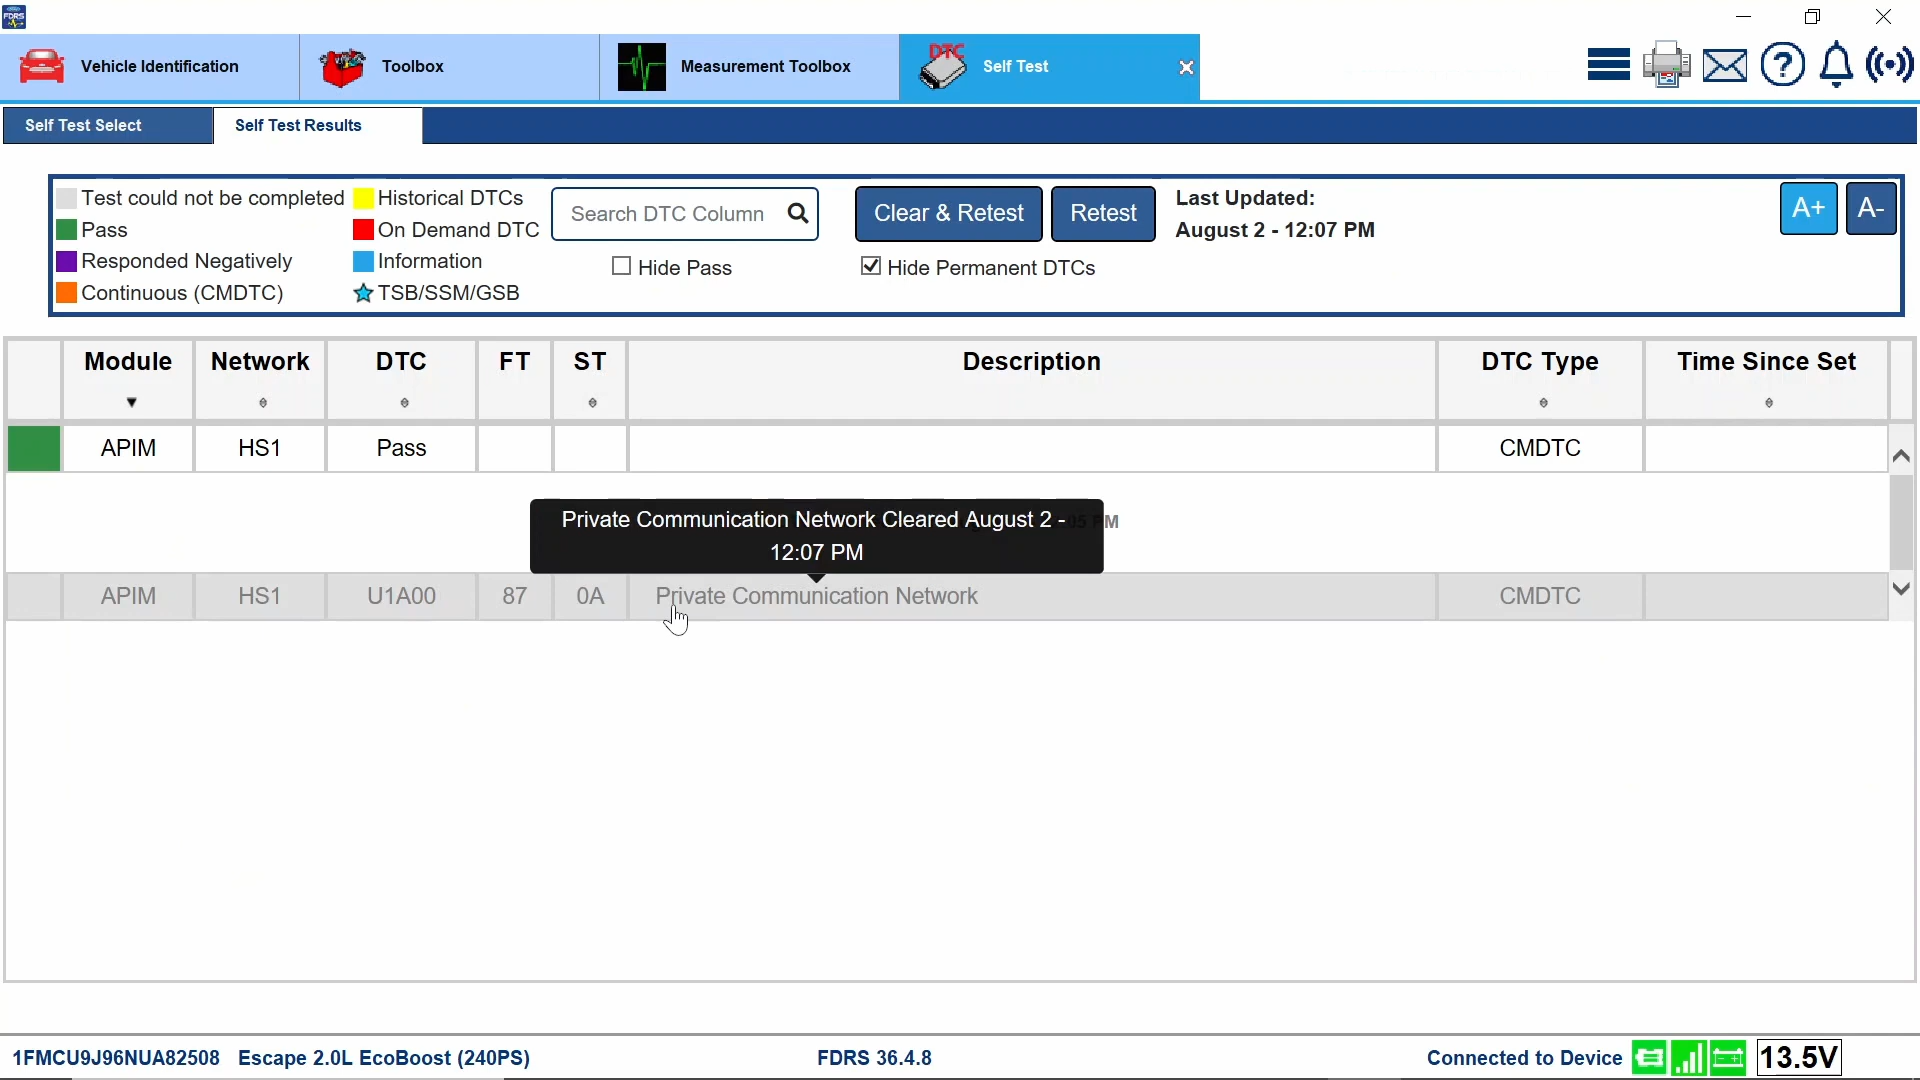 FDRS
Vehicle Identification
Toolbox
Measurement Toolbox
DTC
Self Test
Self Test Select
Self Test Results
Test could not be completed
Historical DTCs
Pass
On Demand DTC
Responded Negatively
Information
Continuous (CMDTC)
TSB/SSM/GSB
Search DTC Column
Hide Pass
Clear & Retest
Retest
Hide Permanent DTCs
Last Updated:
August 2 - 12:07 PM
A+ A-
Module Network DTC FT ST Description DTC Type Time Since Set
APIM HS1 Pass CMDTC
Private Communication Network Cleared August 2 -
12:07 PM
PM
APIM HS1 U1A00 87 0A Private Communication Network CMDTC
1FMCU9J96NUA82508 Escape 2.0L EcoBoost (240PS) FDRS 36.4.8 Connected to Device 13.5V